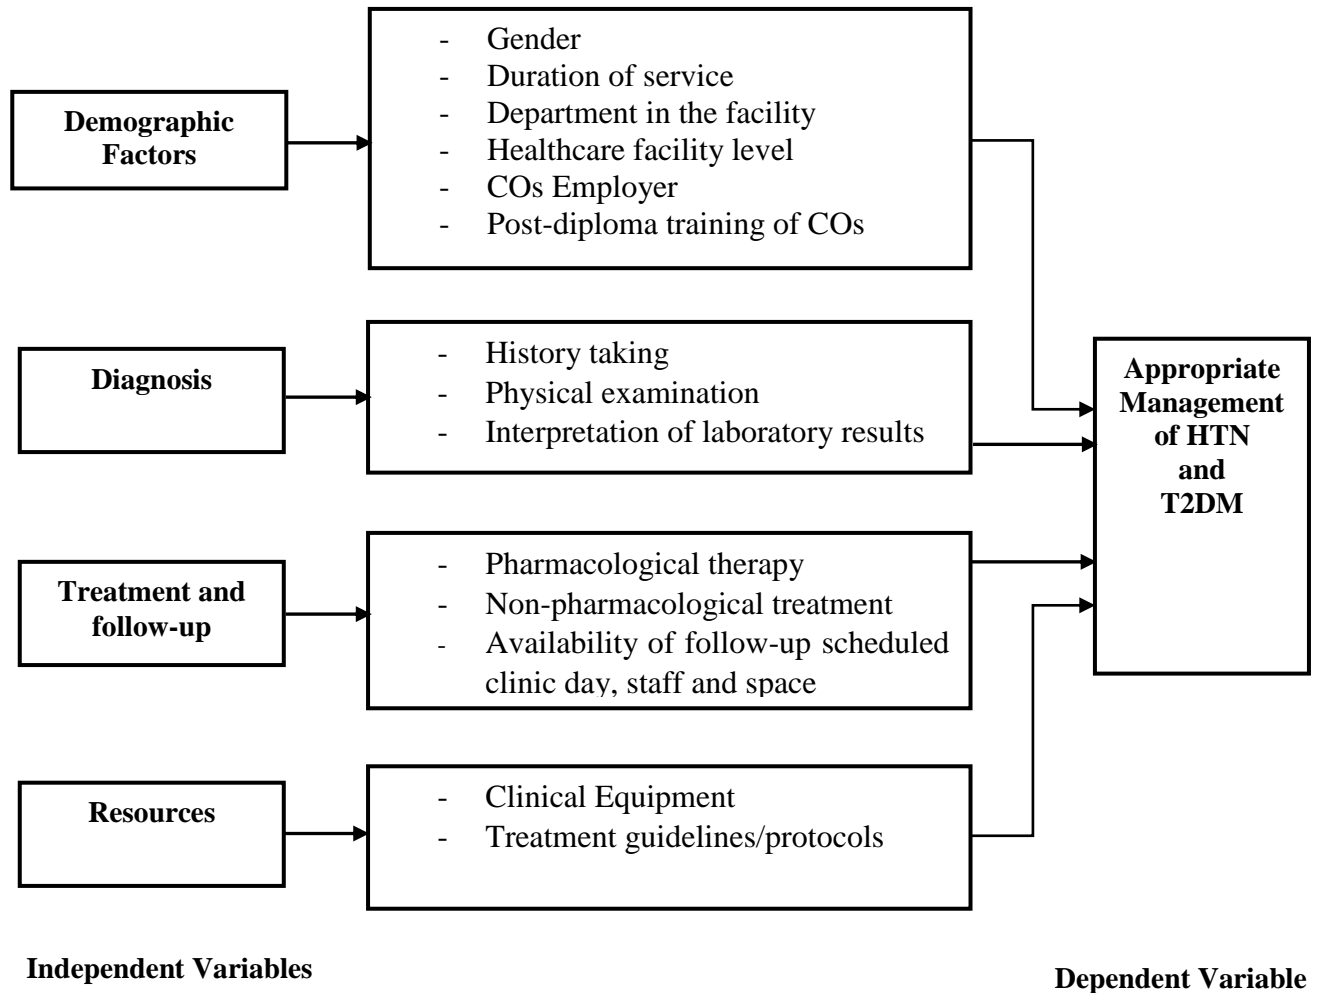 Demographic
Factors
- Gender
- Duration of service
- Department in the facility
- Healthcare facility level
- COs Employer
- Post-diploma training of COs
Diagnosis
- History taking
- Physical examination
- Interpretation of laboratory results
Appropriate
Management
of HTN
and
T2DM
Treatment and
follow-up
- Pharmacological therapy
- Non-pharmacological treatment
- Availability of follow-up scheduled
clinic day, staff and space
Resources
- Clinical Equipment
- Treatment guidelines/protocols
Independent Variables
Dependent Variable